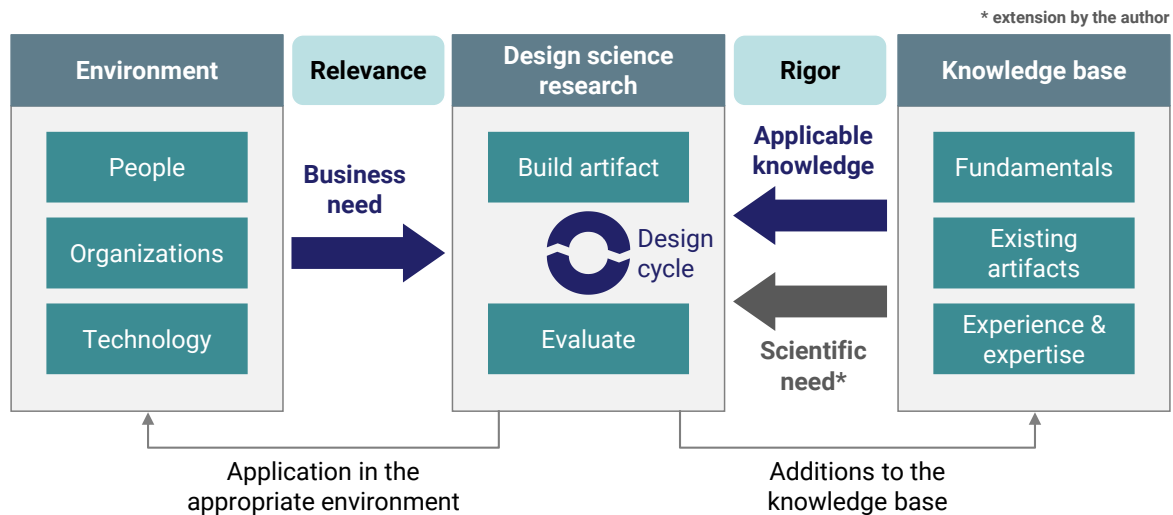 * extension by the author
Environment
Relevance
Design science
research
Rigor
Knowledge base
People
Organizations
Technology
Business
need
Build artifact
Design
cycle
Evaluate
Applicable
knowledge
Scientific
need*
Fundamentals
Existing
artifacts
Experience &
expertise
Application in the
appropriate environment
Additions to the
knowledge base